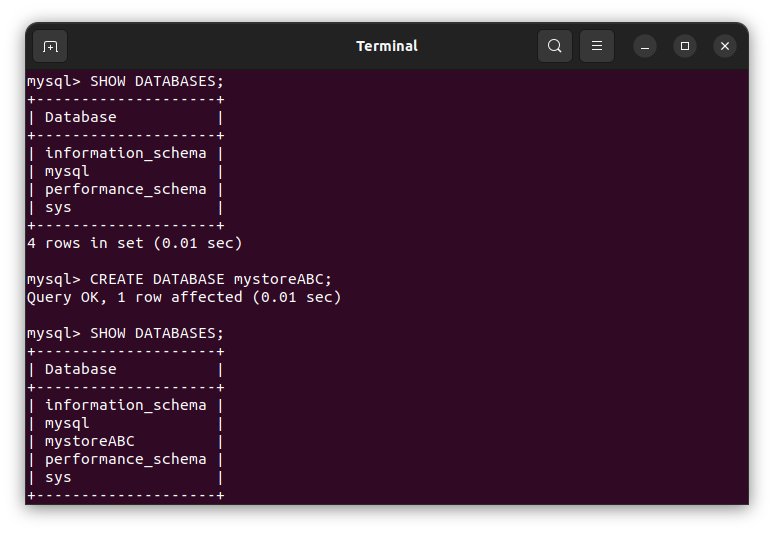 Terminal
mysql> SHOW DATABASES;
+--------------------+
| Database           |
+--------------------+
| information_schema |
| mysql              |
| performance_schema |
| sys                |
+--------------------+
4 rows in set (0.01 sec)
mysql> CREATE DATABASE mystoreABC;
Query OK, 1 row affected (0.01 sec)
mysql> SHOW DATABASES;
+--------------------+
| Database           |
+--------------------+
| information_schema |
| mysql              |
| mystoreABC         |
| performance_schema |
| sys                |
+--------------------+